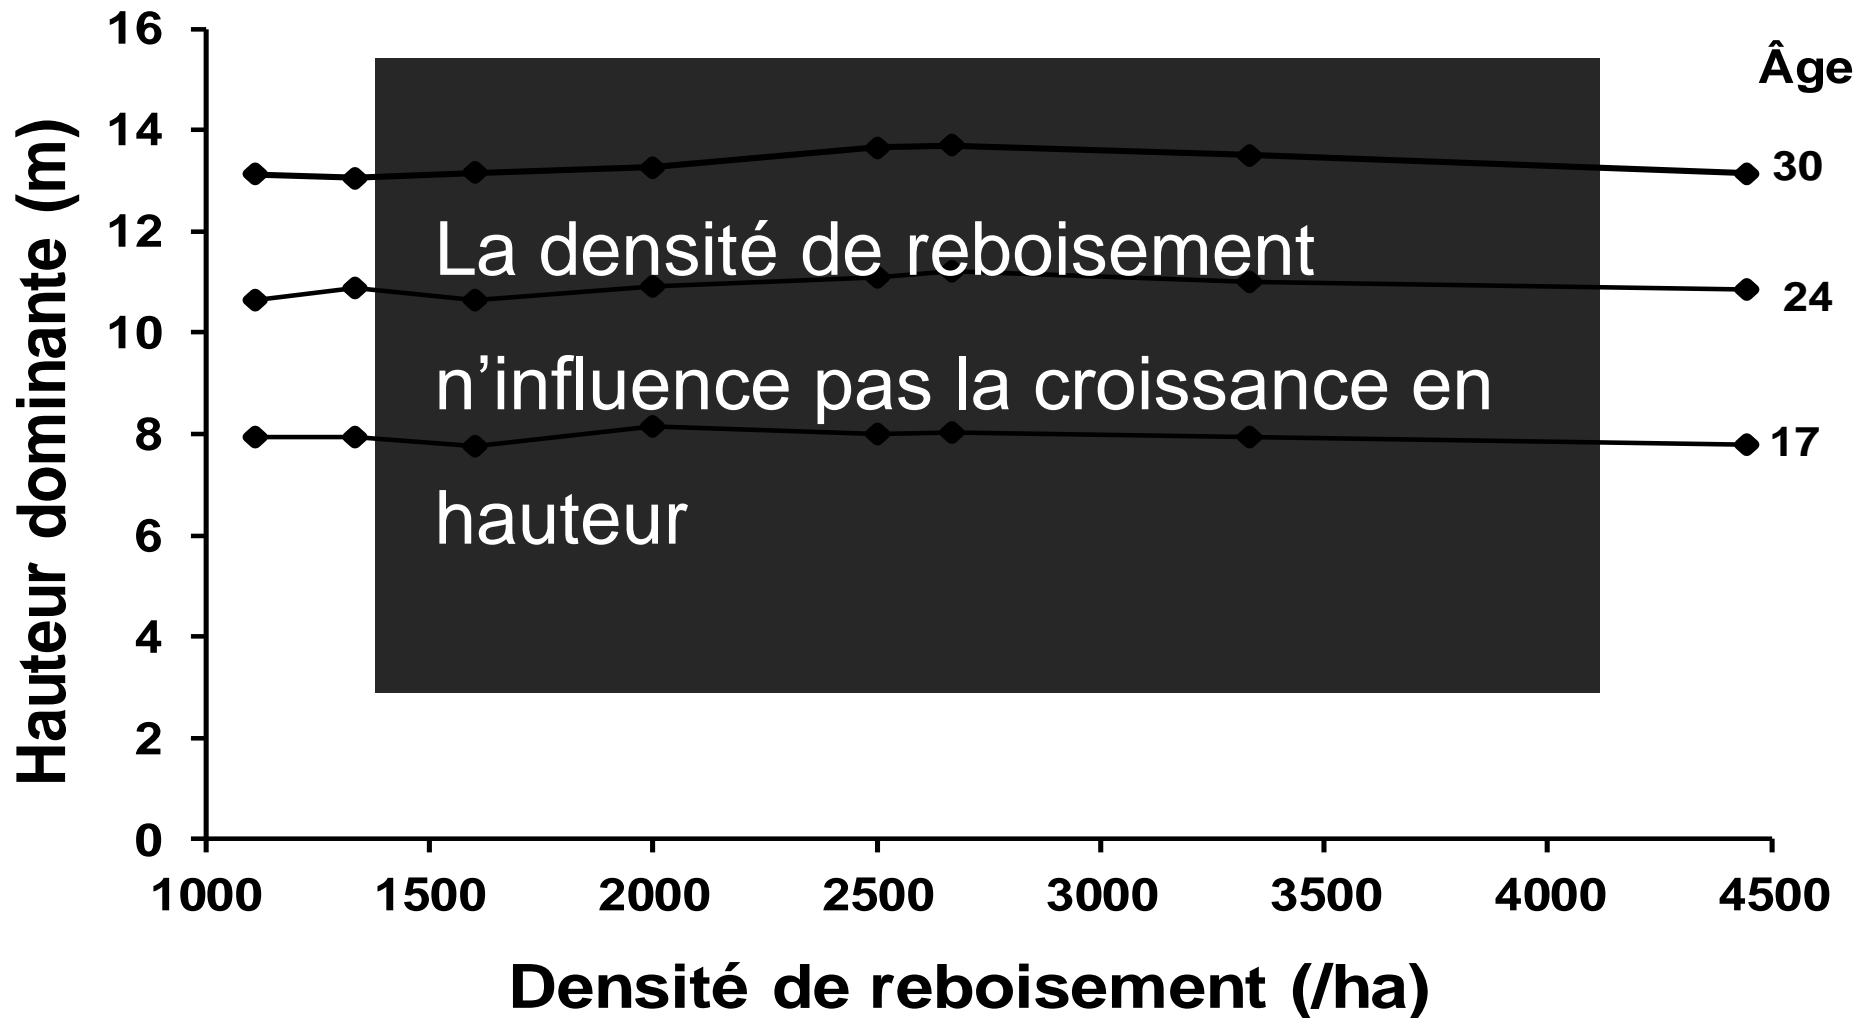 16
Âge
14
30
12
La densité de reboisement
24
10
n’influence pas la croissance en
8
17
hauteur
6
4
2
0
Hauteur dominante (m)
1000 1500 2000 2500 3000 3500 4000 4500
Densité de reboisement (/ha)